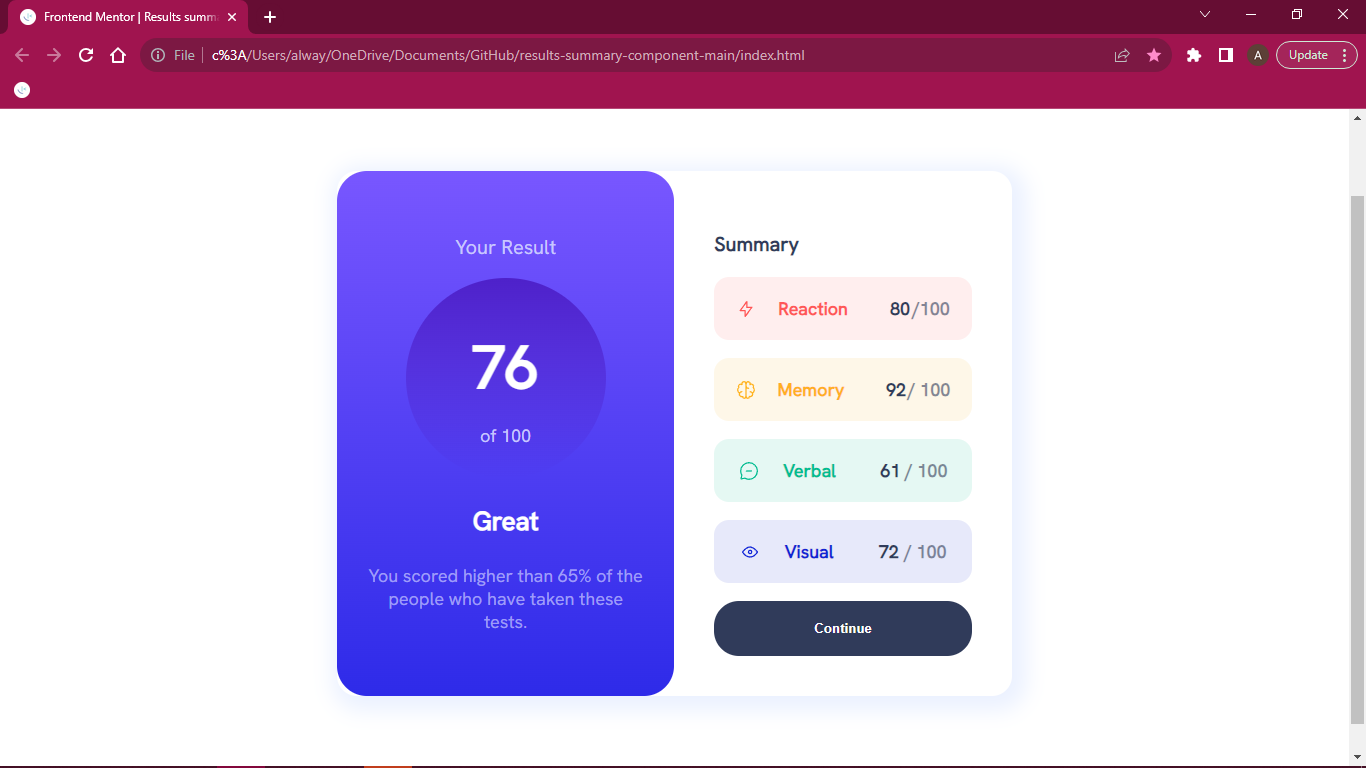 Frontend Mentor | Results summ
File c%3A/Users/alway/OneDrive/Documents/GitHub/results-summary-component-main/index.html
A
Update
Your Result
76
of 100
Great
You scored higher than 65% of the
people who have taken these
tests.
Summary
Reaction 80/100
Memory 92/ 100
Verbal 61 / 100
Visual 72 / 100
Continue